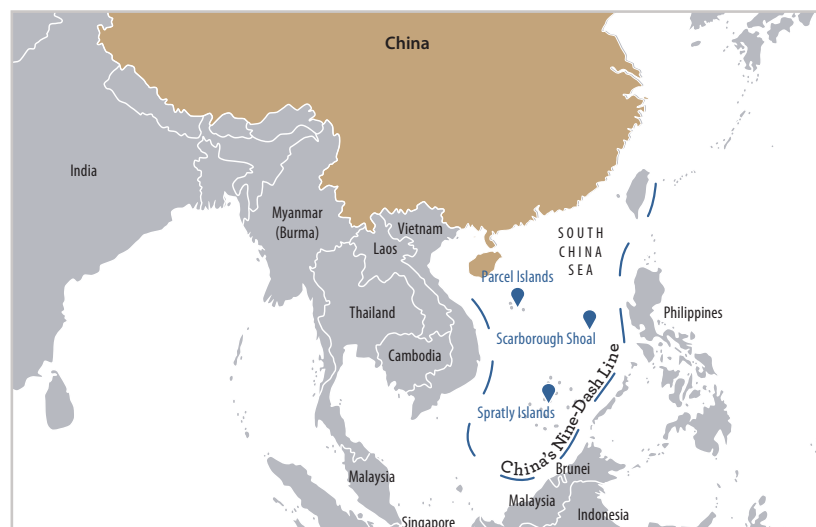 China
India
Myanmar
(Burma)
Vietnam
Laos
SOUTH
CHINA
SEA
Parcel Islands
Thailand
Philippines
Scarborough Shoal
Cambodia
Spratly Islands
China's Nine-Dash Line
Brunei
Malaysia
Malaysia
Singapore
Indonesia